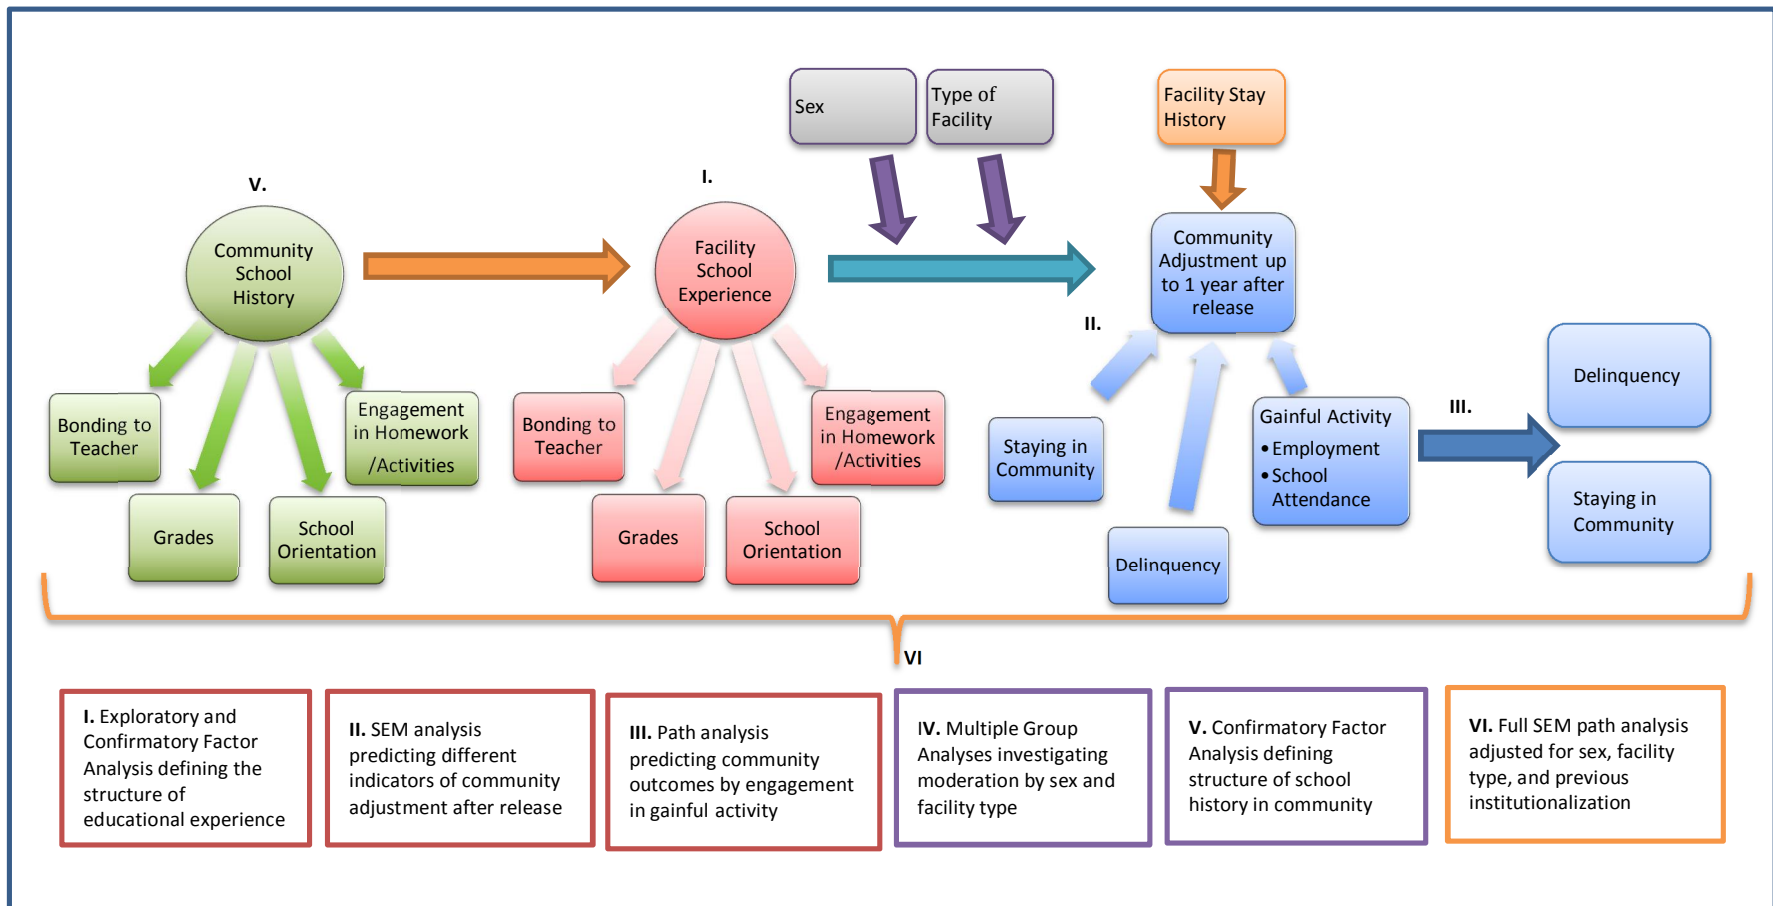 Sex
Type of
Facility
Facility Stay
History
V.
I.
Community
School
History
Facility
School
Experience
Community
Adjustment up
to 1 year after
release
II.
Bonding to
Teacher
Engagement
in Homework
/Activities
Grades
School
Orientation
Bonding to
Teacher
Engagement
in Homework
/Activities
Grades
School
Orientation
Staying in
Community
Delinquency
Gainful Activity
•Employment
•School
Attendance
III.
Delinquency
Staying in
Community
VI
I. Exploratory and
Confirmatory Factor
Analysis defining the
structure of
educational experience
II. SEM analysis
predicting different
indicators of community
adjustment after release
III. Path analysis
predicting community
outcomes by engagement
in gainful activity
IV. Multiple Group
Analyses investigating
moderation by sex and
facility type
V. Confirmatory Factor
Analysis defining
structure of school
history in community
VI. Full SEM path analysis
adjusted for sex, facility
type, and previous
institutionalization